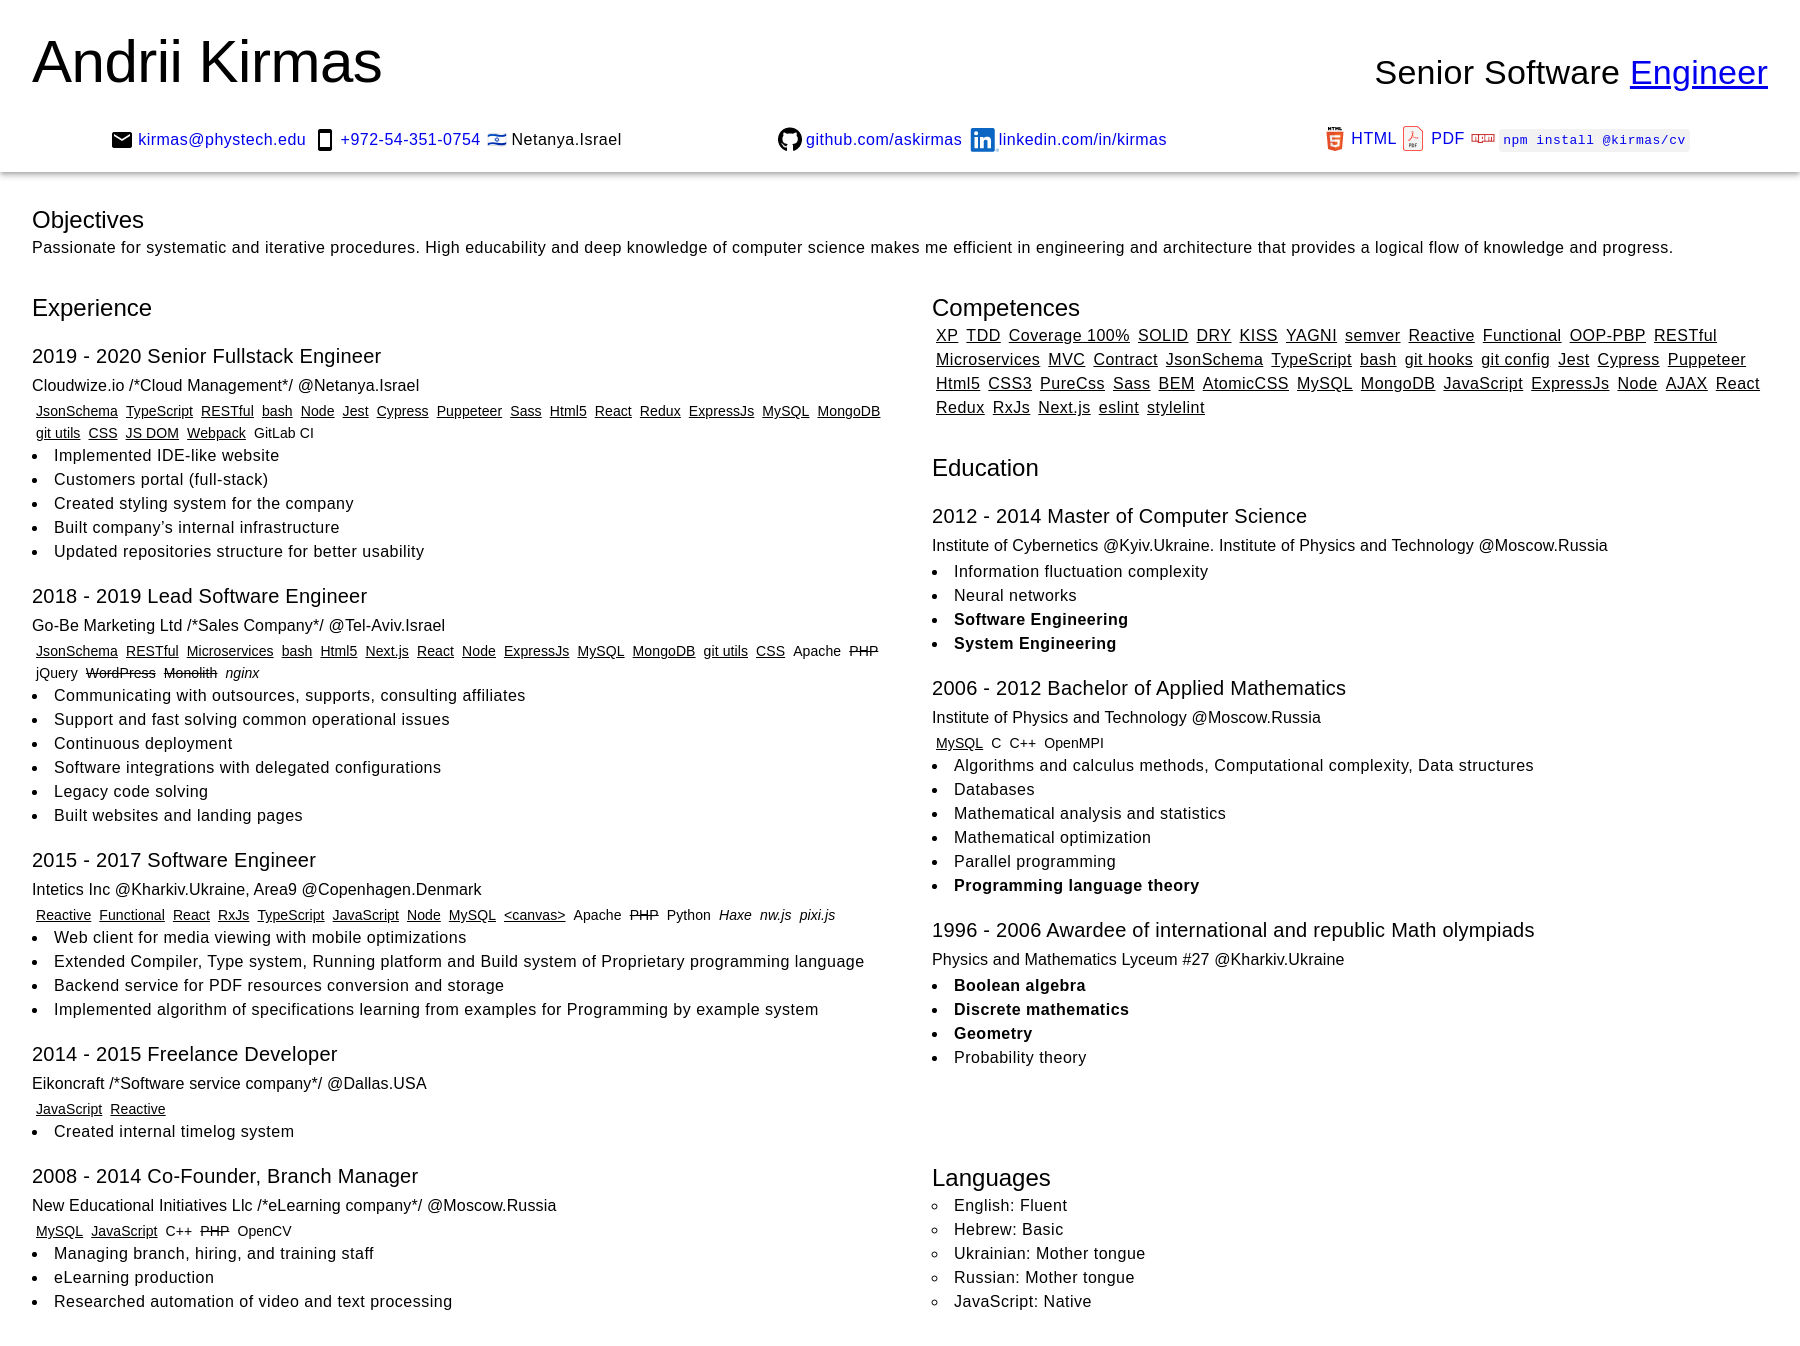 Andrii Kirmas
Senior Software Engineer
kirmas@phystech.edu +972-54-351-0754 🇮🇱 Netanya.Israel
github.com/askirmas linkedin.com/in/kirmas
HTML PDF npm install @kirmas/cv
Objectives
Passionate for systematic and iterative procedures. High educability and deep knowledge of computer science makes me efficient in engineering and architecture that provides a logical flow of knowledge and progress.
Experience
2019 - 2020 Senior Fullstack Engineer
Cloudwize.io /*Cloud Management*/ @Netanya.Israel
JsonSchema TypeScript RESTful bash Node Jest Cypress Puppeteer Sass Html5 React Redux ExpressJs MySQL MongoDB
git utils CSS JS DOM Webpack GitLab CI
• Implemented IDE-like website
• Customers portal (full-stack)
• Created styling system for the company
• Built company’s internal infrastructure
• Updated repositories structure for better usability
2018 - 2019 Lead Software Engineer
Go-Be Marketing Ltd /*Sales Company*/ @Tel-Aviv.Israel
JsonSchema RESTful Microservices bash Html5 Next.js React Node ExpressJs MySQL MongoDB git utils CSS Apache PHP
jQuery WordPress Monolith nginx
• Communicating with outsources, supports, consulting affiliates
• Support and fast solving common operational issues
• Continuous deployment
• Software integrations with delegated configurations
• Legacy code solving
• Built websites and landing pages
2015 - 2017 Software Engineer
Intetics Inc @Kharkiv.Ukraine, Area9 @Copenhagen.Denmark
Reactive Functional React RxJs TypeScript JavaScript Node MySQL <canvas> Apache PHP Python Haxe nw.js pixi.js
• Web client for media viewing with mobile optimizations
• Extended Compiler, Type system, Running platform and Build system of Proprietary programming language
• Backend service for PDF resources conversion and storage
• Implemented algorithm of specifications learning from examples for Programming by example system
2014 - 2015 Freelance Developer
Eikoncraft /*Software service company*/ @Dallas.USA
JavaScript Reactive
• Created internal timelog system
2008 - 2014 Co-Founder, Branch Manager
New Educational Initiatives Llc /*eLearning company*/ @Moscow.Russia
MySQL JavaScript C++ PHP OpenCV
• Managing branch, hiring, and training staff
• eLearning production
• Researched automation of video and text processing
Competences
XP TDD Coverage 100% SOLID DRY KISS YAGNI semver Reactive Functional OOP-PBP RESTful
Microservices MVC Contract JsonSchema TypeScript bash git hooks git config Jest Cypress Puppeteer
Html5 CSS3 PureCss Sass BEM AtomicCSS MySQL MongoDB JavaScript ExpressJs Node AJAX React
Redux RxJs Next.js eslint stylelint
Education
2012 - 2014 Master of Computer Science
Institute of Cybernetics @Kyiv.Ukraine. Institute of Physics and Technology @Moscow.Russia
• Information fluctuation complexity
• Neural networks
• Software Engineering
• System Engineering
2006 - 2012 Bachelor of Applied Mathematics
Institute of Physics and Technology @Moscow.Russia
MySQL C C++ OpenMPI
• Algorithms and calculus methods, Computational complexity, Data structures
• Databases
• Mathematical analysis and statistics
• Mathematical optimization
• Parallel programming
• Programming language theory
1996 - 2006 Awardee of international and republic Math olympiads
Physics and Mathematics Lyceum #27 @Kharkiv.Ukraine
• Boolean algebra
• Discrete mathematics
• Geometry
• Probability theory
Languages
◦ English: Fluent
◦ Hebrew: Basic
◦ Ukrainian: Mother tongue
◦ Russian: Mother tongue
◦ JavaScript: Native